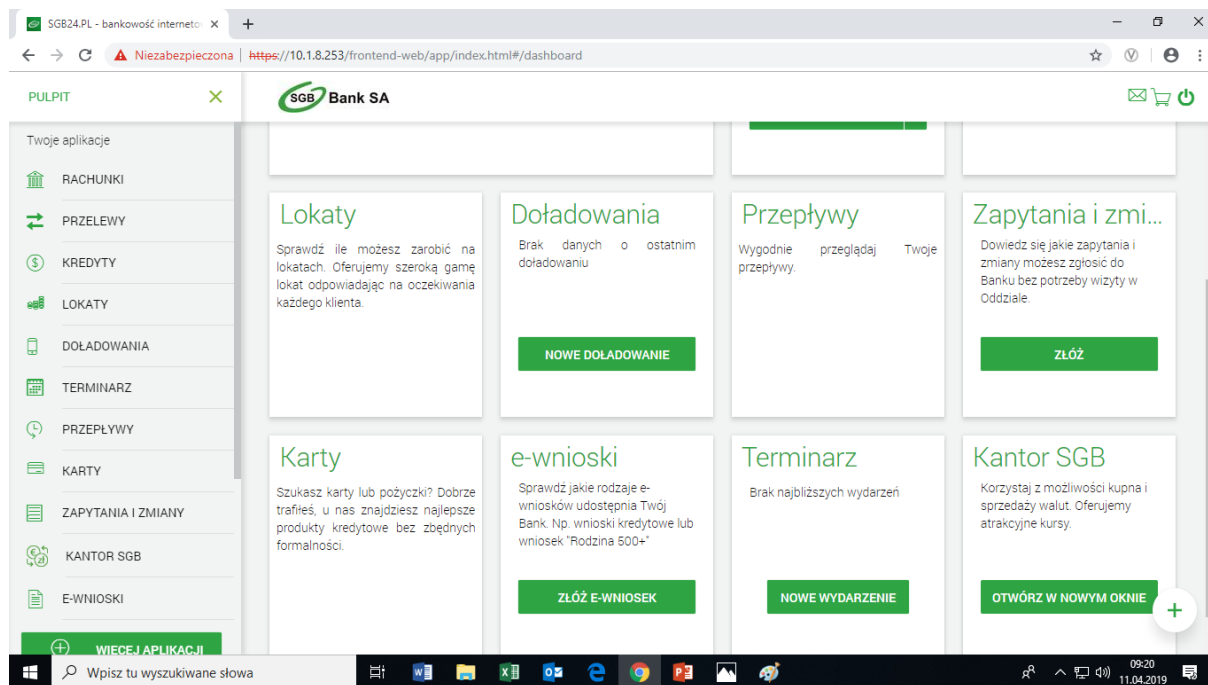 SGB24.PL - bankowość interneto
Niezabezpieczona | https://10.1.8.253/frontend-web/app/index.html#/dashboard
PULPIT
SGB Bank SA
Twoje aplikacje
RACHUNKI
PRZELEWY
KREDYTY
LOKATY
DOŁADOWANIA
TERMINARZ
PRZEPŁYWY
KARTY
ZAPYTANIA I ZMIANY
KANTOR SGB
E-WNIOSKI
WIĘCEJ APLIKACJI
Lokaty
Sprawdź ile możesz zarobić na
lokatach. Oferujemy szeroką gamę
lokat odpowiadając na oczekiwania
każdego klienta.
Doładowania
Brak danych o ostatnim
doładowaniu
NOWE DOŁADOWANIE
Przepływy
Wygodnie przeglądaj Twoje
przepływy.
Zapytania i zmi...
Dowiedz się jakie zapytania i
zmiany możesz zgłosić do
Banku bez potrzeby wizyty w
Oddziale.
ZŁÓŻ
Karty
Szukasz karty lub pożyczki? Dobrze
trafiłeś, u nas znajdziesz najlepsze
produkty kredytowe bez zbędnych
formalności.
e-wnioski
Sprawdź jakie rodzaje e-
wniosków udostępnia Twój
Bank. Np. wnioski kredytowe lub
wniosek "Rodzina 500+"
ZŁÓŻ E-WNIOSEK
Terminarz
Brak najbliższych wydarzeń
NOWE WYDARZENIE
Kantor SGB
Korzystaj z możliwości kupna i
sprzedaży walut. Oferujemy
atrakcyjne kursy.
OTWÓRZ W NOWYM OKNIE
Wpisz tu wyszukiwane słowa
09:20
11.04.2019